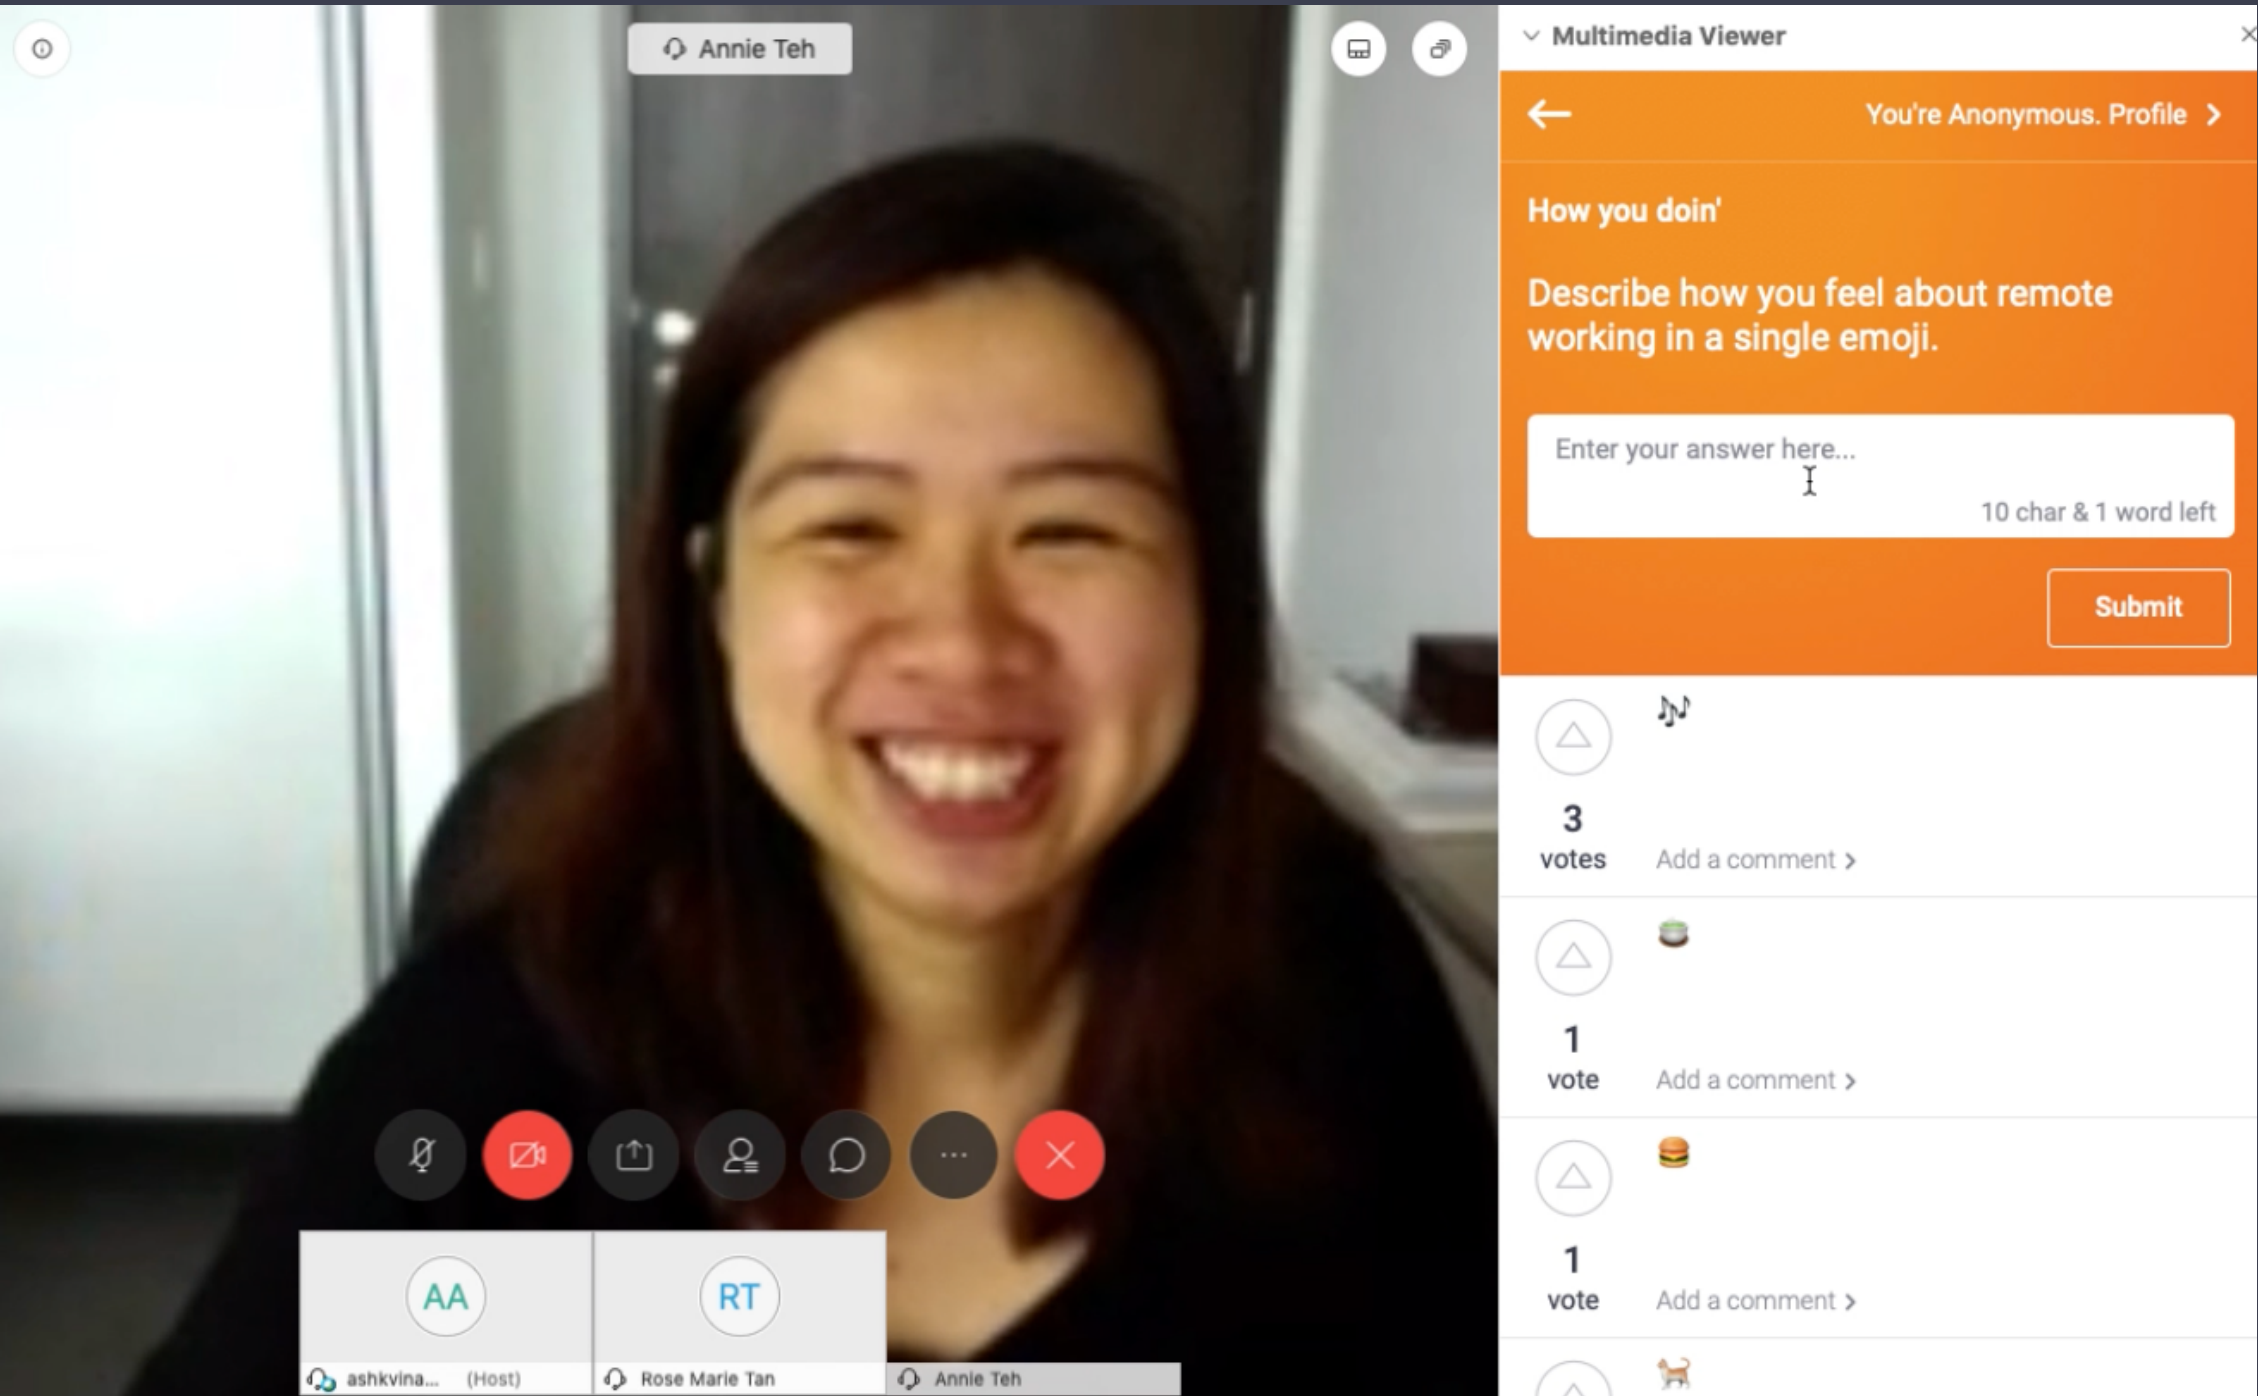 Annie Teh
AA
ashkvina... (Host)
RT
Rose Marie Tan
Annie Teh
Multimedia Viewer
You're Anonymous. Profile
How you doin'
Describe how you feel about remote
working in a single emoji.
Enter your answer here...
10 char & 1 word left
Submit
3
votes
Add a comment
1
vote
Add a comment
1
vote
Add a comment